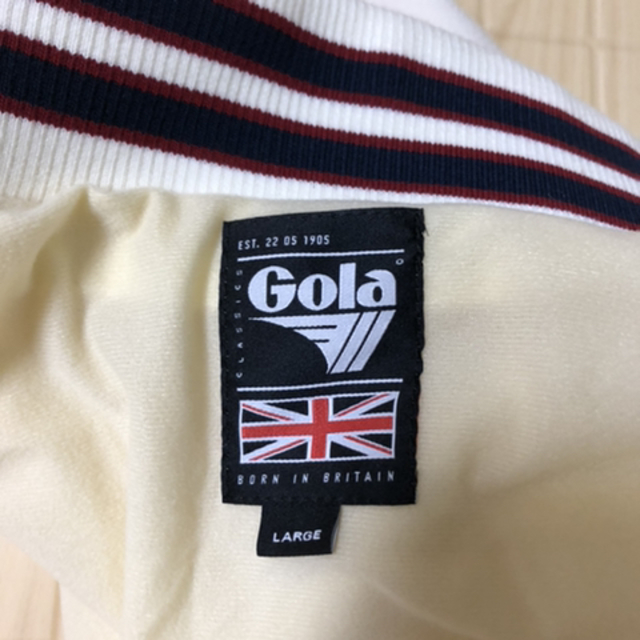 EST. 22 05 1905
CLASSICS
Gola
BORN IN BRITAIN
LARGE